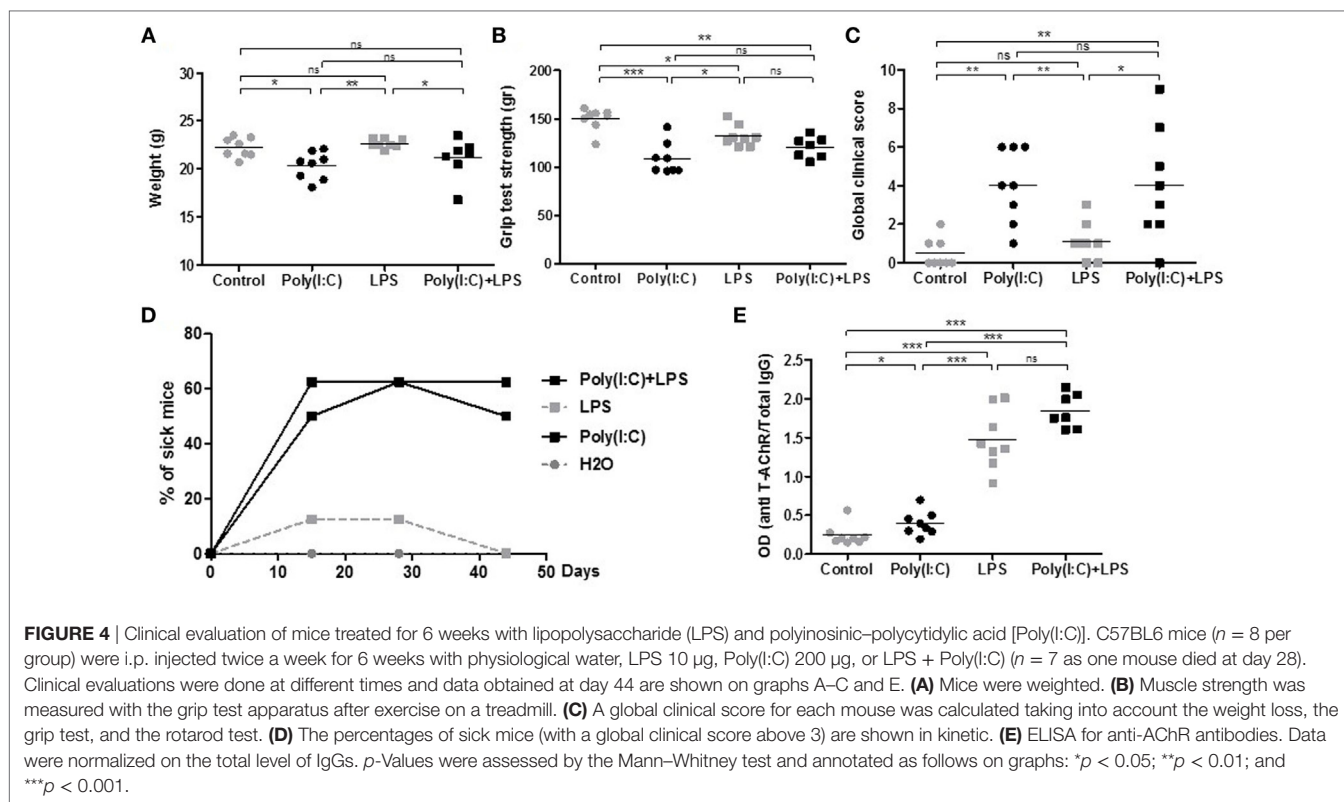 A
ns
ns
ns
* ** *
30
25
20
15
10
Weight (g)
Control Poly(I:C) LPS Poly(I:C)+LPS
B
**
ns
*
*** * ns
200
150
100
50
0
Grip test strength (gr)
Control Poly(I:C) LPS Poly(I:C)+LPS
C
**
ns
ns
** ** *
10
8
6
4
2
0
Global clinical score
Control Poly(I:C) LPS Poly(I:C)+LPS
D
80
60
40
20
0
% of sick mice
0 10 20 30 40 50 Days
Poly(I:C)+LPS
LPS
Poly(I:C)
H2O
E
***
***
***
* *** ns
2.5
2.0
1.5
1.0
0.5
0.0
OD (anti T-AChR/Total IgG)
Control Poly(I:C) LPS Poly(I:C)+LPS
FIGURE 4 | Clinical evaluation of mice treated for 6 weeks with lipopolysaccharide (LPS) and polyinosinic–polycytidylic acid [Poly(I:C)]. C57BL6 mice (n = 8 per
group) were i.p. injected twice a week for 6 weeks with physiological water, LPS 10 µg, Poly(I:C) 200 µg, or LPS + Poly(I:C) (n = 7 as one mouse died at day 28).
Clinical evaluations were done at different times and data obtained at day 44 are shown on graphs A–C and E. (A) Mice were weighted. (B) Muscle strength was
measured with the grip test apparatus after exercise on a treadmill. (C) A global clinical score for each mouse was calculated taking into account the weight loss, the
grip test, and the rotarod test. (D) The percentages of sick mice (with a global clinical score above 3) are shown in kinetic. (E) ELISA for anti-AChR antibodies. Data
were normalized on the total level of IgGs. p-Values were assessed by the Mann–Whitney test and annotated as follows on graphs: *p < 0.05; **p < 0.01; and
***p < 0.001.